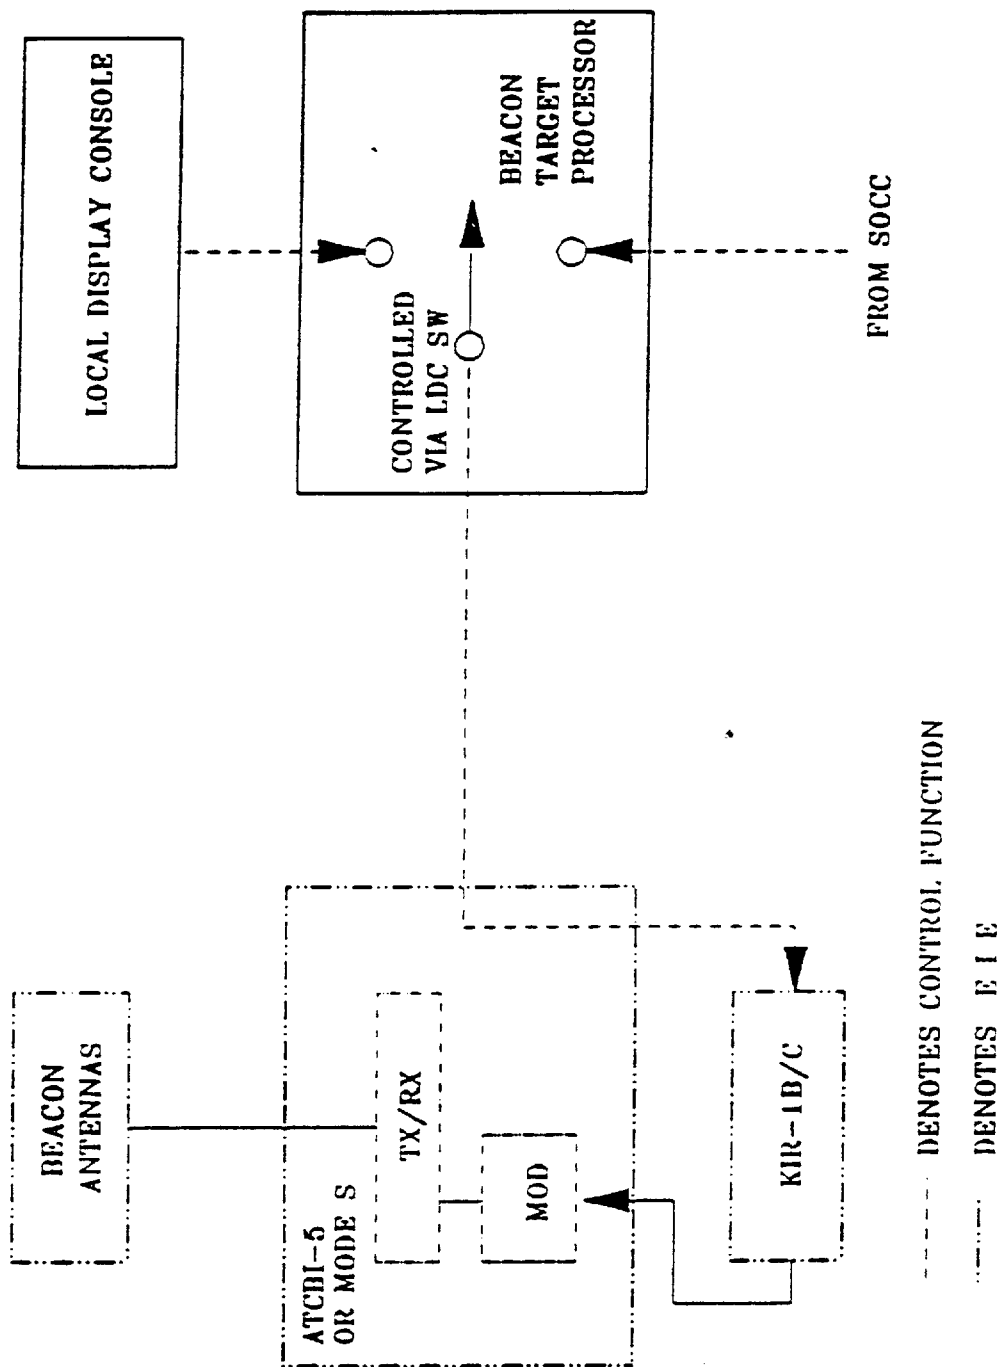 BEACON
ANTENNAS
ATCBI-5
OR MODE S
TX/RX
MOD
KIR-1B/C
LOCAL DISPLAY CONSOLE
CONTROLLED
VIA LDC SW
BEACON
TARGET
PROCESSOR
FROM SOCC
DENOTES CONTROL FUNCTION
DENOTES E I E